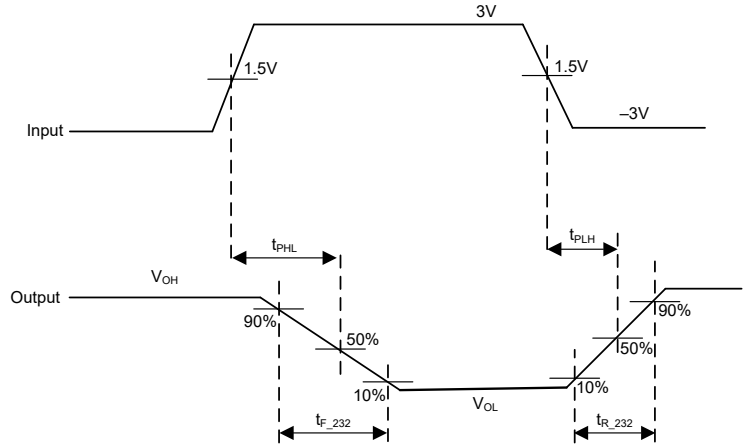 3V
1.5V
1.5V
–3V
Input
tPHL
tPLH
VOH
Output
90%
90%
50%
50%
10%
10%
VOL
tF_232
tR_232